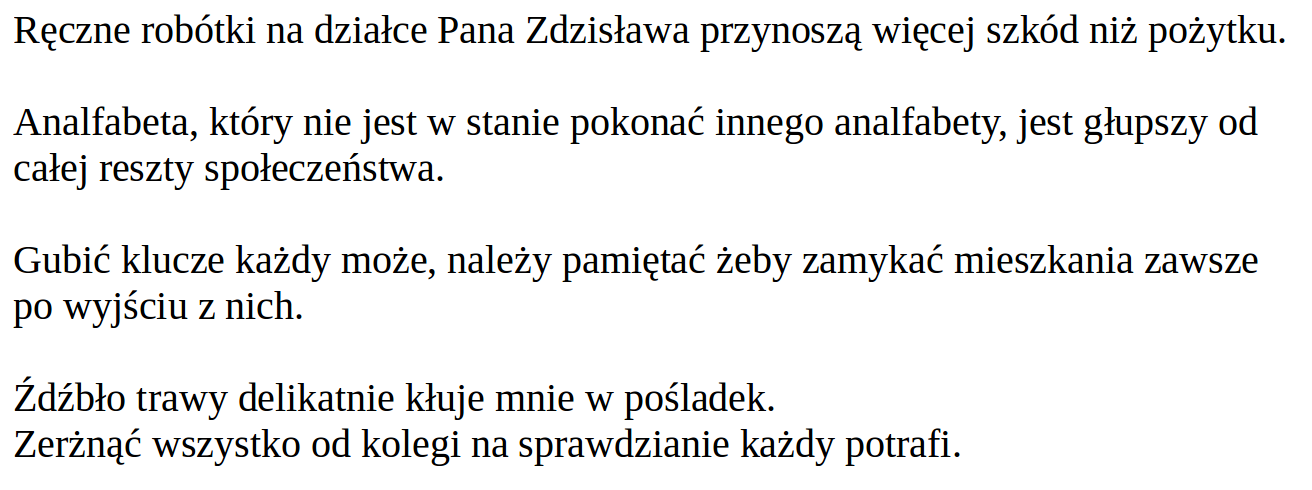 Ręczne robótki na działce Pana Zdzisława przynoszą więcej szkód niż pożytku.
Analfabeta, który nie jest w stanie pokonać innego analfabety, jest głupszy od
całej reszty społeczeństwa.
Gubić klucze każdy może, należy pamiętać żeby zamykać mieszkania zawsze
po wyjściu z nich.
Źdźbło trawy delikatnie kłuje mnie w pośladek.
Zerżnąć wszystko od kolegi na sprawdzianie każdy potrafi.